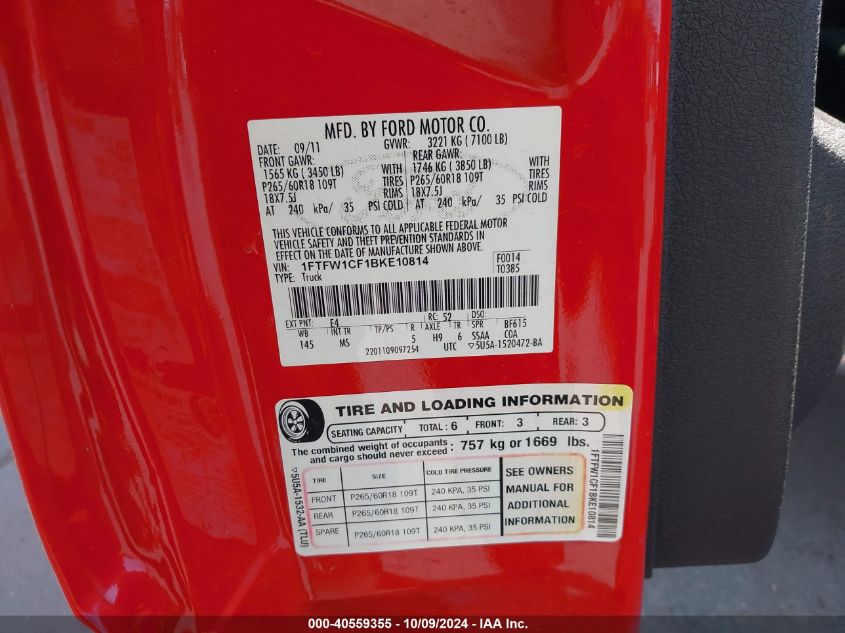 MFD. BY FORD MOTOR CO.
DATE: 09/11 GVWR: 3221 KG ( 7100 LB)
FRONT GAWR: REAR GAWR:
1565 KG ( 3450 LB) WITH 1746 KG ( 3850 LB) WITH
P265/60R18 109T TIRES P265/60R18 109T TIRES
18X7.5J RIMS 18X7.5J RIMS
AT 240 kPa/ 35 PSI COLD AT 240 kPa/ 35 PSI COLD
THIS VEHICLE CONFORMS TO ALL APPLICABLE FEDERAL MOTOR
VEHICLE SAFETY AND THEFT PREVENTION STANDARDS IN
EFFECT ON THE DATE OF MANUFACTURE SHOWN ABOVE.
VIN: 1FTFW1CF1BKE10814 F0014
TYPE: Truck T0385
EXT PNT: E4 RC: 52 DSO:
WB INT TR TP/PS R AXLE TR SPR BF615
145 MS 5 H9 6 SSAA COA
2201109097254 UTC ▽5U5A-1520472-BA
TIRE AND LOADING INFORMATION
SEATING CAPACITY TOTAL : 6 FRONT: 3 REAR: 3
The combined weight of occupants and cargo should never exceed : 757 kg or 1669 lbs.
TIRE SIZE COLD TIRE PRESSURE
FRONT P265/60R18 109T 240 KPA, 35 PSI
REAR P265/60R18 109T 240 KPA, 35 PSI
SPARE P265/60R18 109T 240 KPA, 35 PSI
SEE OWNERS
MANUAL FOR
ADDITIONAL
INFORMATION
▽5U5A-1532-AA (TLU)
1FTFW1CF1BKE10814
000-40559355 - 10/09/2024 - IAA Inc.